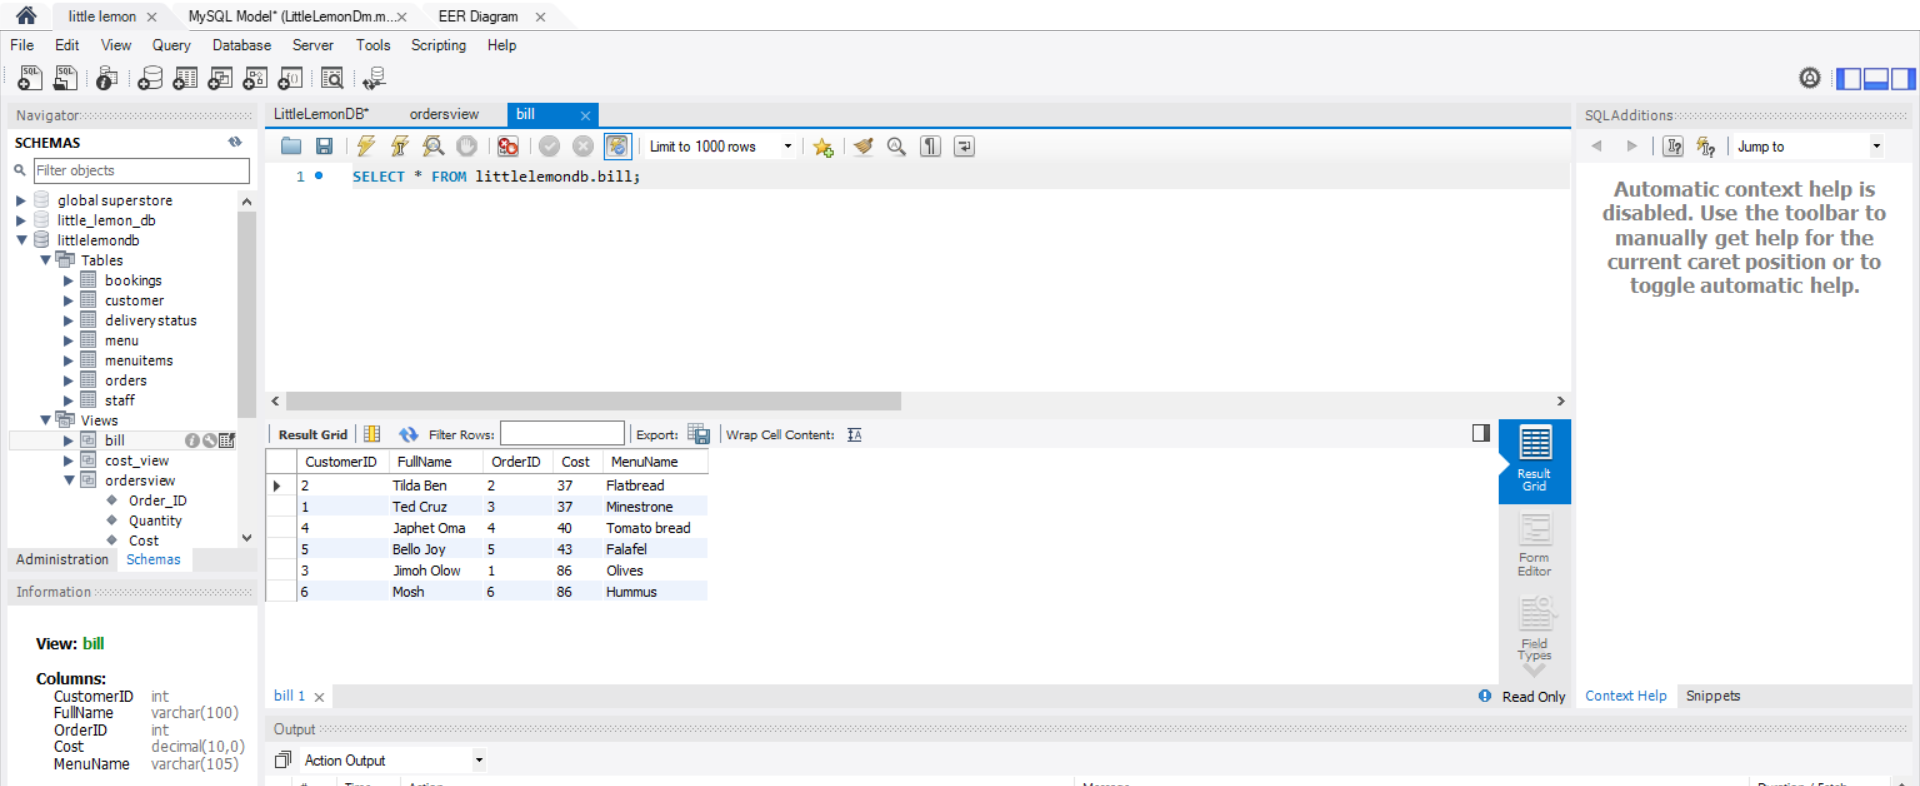 little lemon
MySQL Model* (LittleLemonDm.m...
EER Diagram
File Edit View Query Database Server Tools Scripting Help
Navigator
SCHEMAS
Filter objects
global superstore
little_lemon_db
littlelemondb
Tables
bookings
customer
deliverystatus
menu
menuitems
orders
staff
Views
bill
cost_view
ordersview
Order_ID
Quantity
Cost
Administration Schemas
Information
View: bill
Columns:
CustomerID int
FullName varchar(100)
OrderID int
Cost decimal(10,0)
MenuName varchar(105)
LittleLemonDB* ordersview bill
Limit to 1000 rows
1 SELECT * FROM littlelemondb.bill;
Result Grid Filter Rows: Export: Wrap Cell Content:
CustomerID FullName OrderID Cost MenuName
2 Tilda Ben 2 37 Flatbread
1 Ted Cruz 3 37 Minestrone
4 Japhet Oma 4 40 Tomato bread
5 Bello Joy 5 43 Falafel
3 Jimoh Olow 1 86 Olives
6 Mosh 6 86 Hummus
Result
Grid
Form
Editor
Field
Types
bill 1
Read Only
Output
Action Output
SQLAdditions
Jump to
Automatic context help is
disabled. Use the toolbar to
manually get help for the
current caret position or to
toggle automatic help.
Context Help Snippets